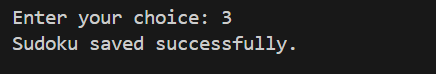 Enter your choice: 3
Sudoku saved successfully.